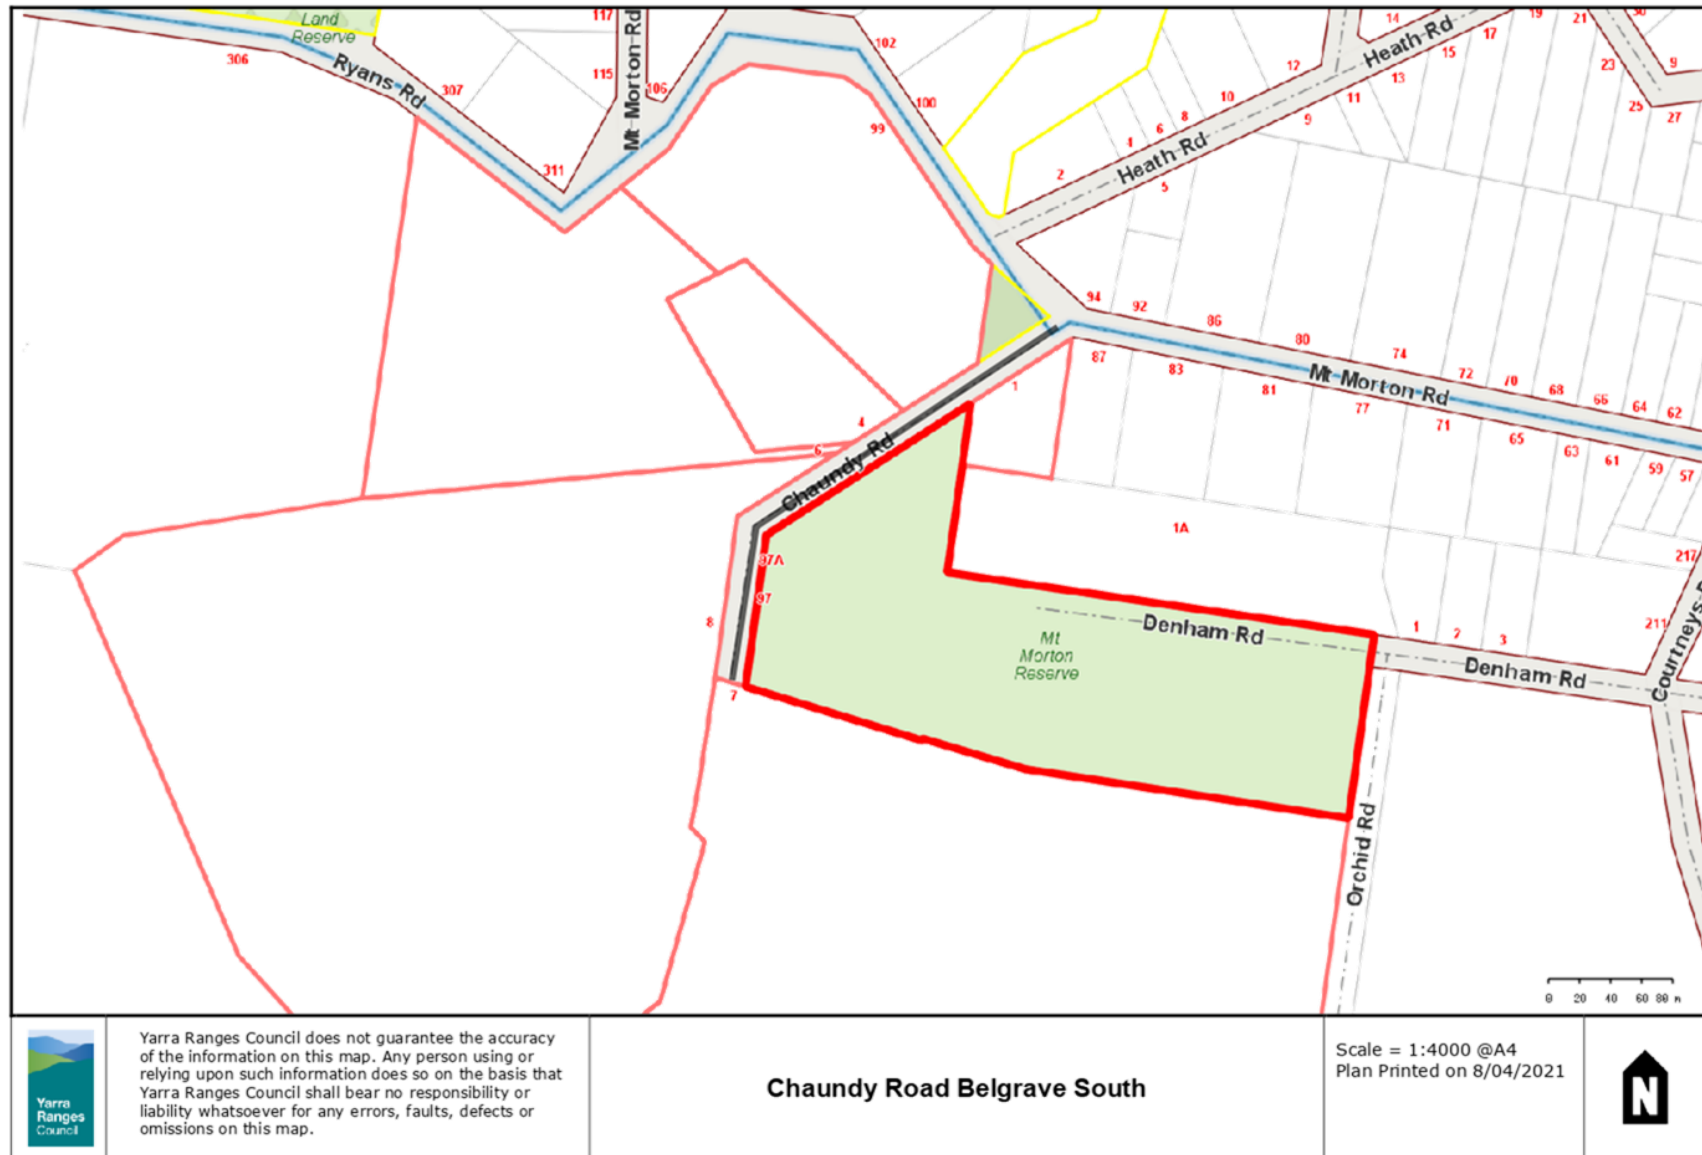 Land
Reserve
306
Ryans Rd
307
311
117
115
Mt Morton Rd
106
102
100
99
14
12
10
8
6
4
2
Heath Rd
Heath Rd
19
17
15
13
11
9
5
21
30
23
9
25
27
94
92
86
80
74
72
70
68
66
64
62
87
83
81
77
71
65
63
61
59
57
Mt Morton Rd
1
4
6
Chaundy Rd
97A
97
8
7
1A
Mt
Morton
Reserve
Denham Rd
1
2
3
Denham Rd
217
211
Courtneys
Orchid Rd
0 20 40 60 80 m
Yarra
Ranges
Council
Yarra Ranges Council does not guarantee the accuracy
of the information on this map. Any person using or
relying upon such information does so on the basis that
Yarra Ranges Council shall bear no responsibility or
liability whatsoever for any errors, faults, defects or
omissions on this map.
Chaundy Road Belgrave South
Scale = 1:4000 @A4
Plan Printed on 8/04/2021
N